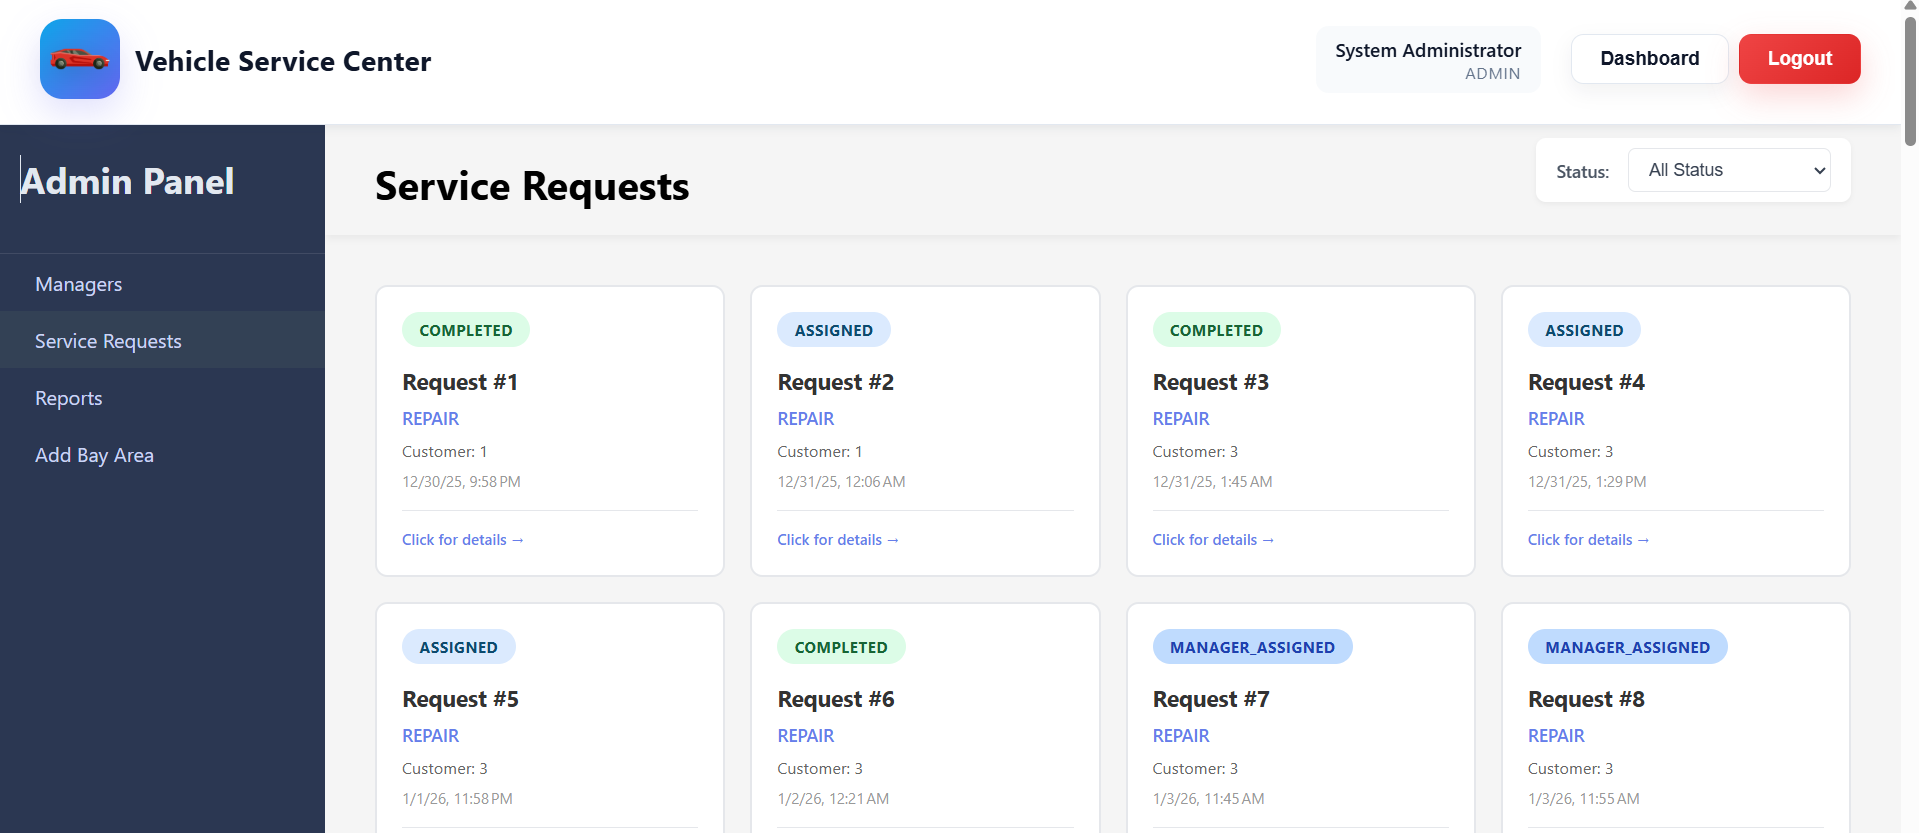 Vehicle Service Center
System Administrator
ADMIN
Dashboard
Logout
Admin Panel
Managers
Service Requests
Reports
Add Bay Area
Service Requests
Status:
All Status
COMPLETED
Request #1
REPAIR
Customer: 1
12/30/25, 9:58 PM
Click for details →
ASSIGNED
Request #2
REPAIR
Customer: 1
12/31/25, 12:06 AM
Click for details →
COMPLETED
Request #3
REPAIR
Customer: 3
12/31/25, 1:45 AM
Click for details →
ASSIGNED
Request #4
REPAIR
Customer: 3
12/31/25, 1:29 PM
Click for details →
ASSIGNED
Request #5
REPAIR
Customer: 3
1/1/26, 11:58 PM
COMPLETED
Request #6
REPAIR
Customer: 3
1/2/26, 12:21 AM
MANAGER_ASSIGNED
Request #7
REPAIR
Customer: 3
1/3/26, 11:45 AM
MANAGER_ASSIGNED
Request #8
REPAIR
Customer: 3
1/3/26, 11:55 AM